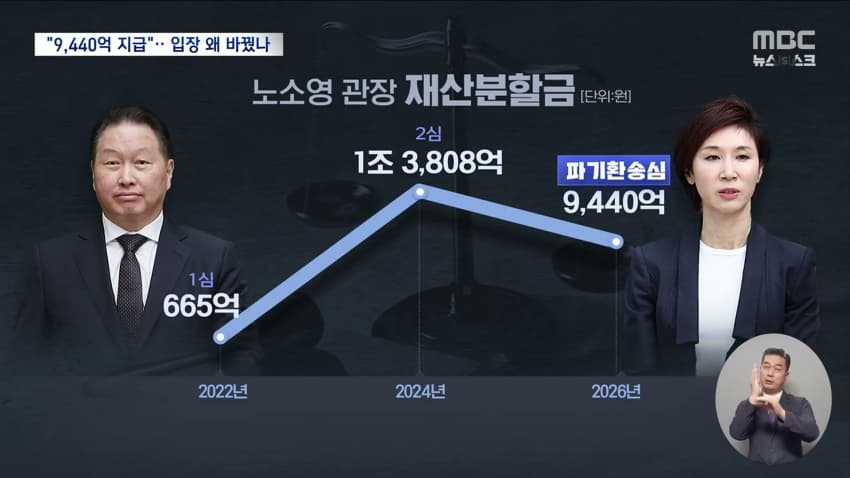 "9,440억 지급"‥ 입장 왜 바꿨나
MBC
뉴스 스크
노소영 관장 재산분할금 [단위:원]
2심
1조 3,808억
파기환송심
9,440억
1심
665억
2022년
2024년
2026년